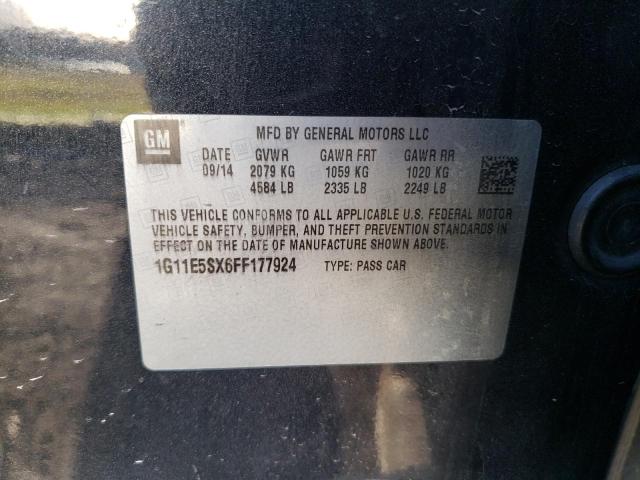 GM
MFD BY GENERAL MOTORS LLC
DATE GVWR GAWR FRT GAWR RR
09/14 2079 KG 1059 KG 1020 KG
4584 LB 2335 LB 2249 LB
THIS VEHICLE CONFORMS TO ALL APPLICABLE U.S. FEDERAL MOTOR
VEHICLE SAFETY, BUMPER, AND THEFT PREVENTION STANDARDS IN
EFFECT ON THE DATE OF MANUFACTURE SHOWN ABOVE.
1G11E5SX6FF177924 TYPE: PASS CAR